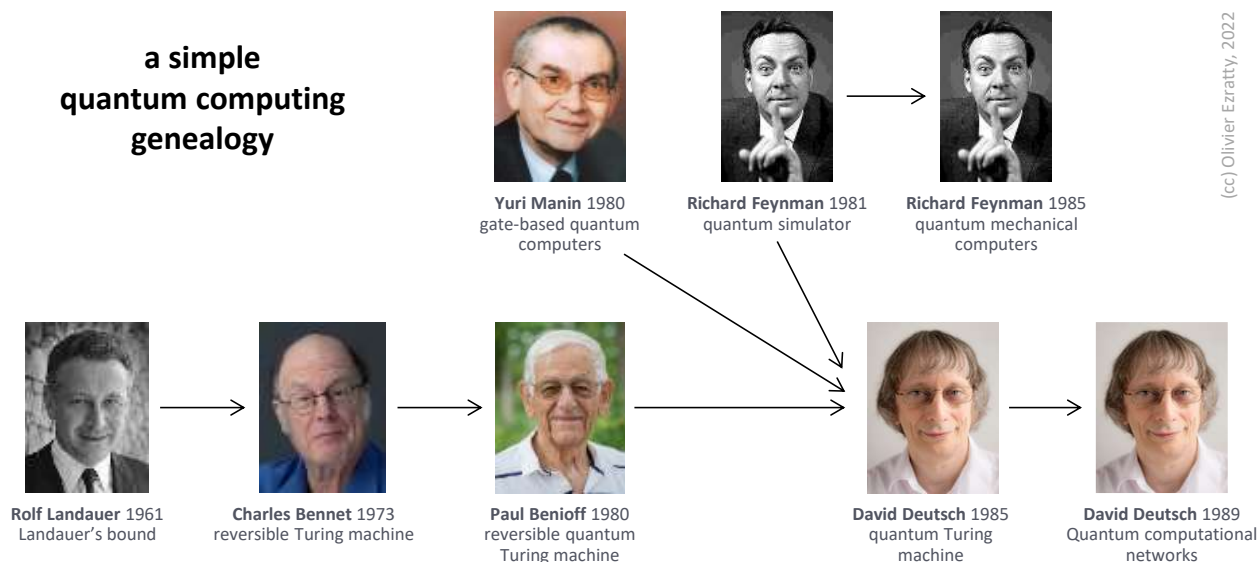 a simple
quantum computing
genealogy
(cc) Olivier Ezratty, 2022
Yuri Manin 1980
gate-based quantum
computers
Richard Feynman 1981
quantum simulator
Richard Feynman 1985
quantum mechanical
computers
Rolf Landauer 1961
Landauer’s bound
Charles Bennet 1973
reversible Turing machine
Paul Benioff 1980
reversible quantum
Turing machine
David Deutsch 1985
quantum Turing
machine
David Deutsch 1989
Quantum computational
networks